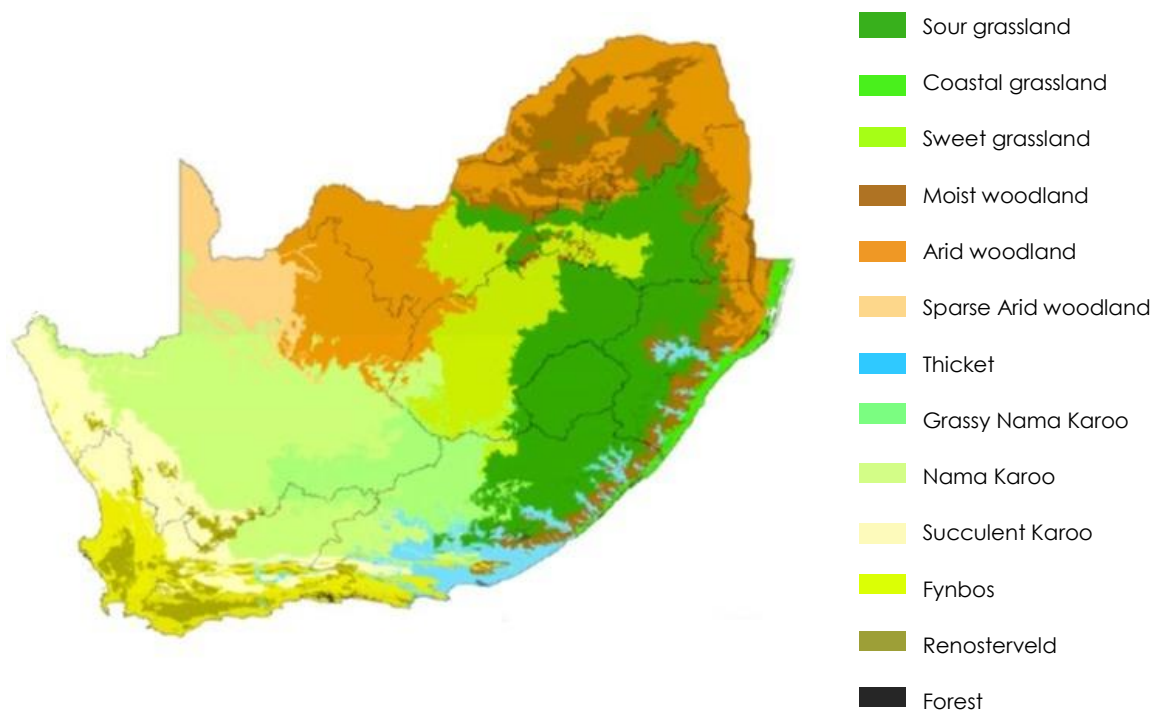 Sour grassland
Coastal grassland
Sweet grassland
Moist woodland
Arid woodland
Sparse Arid woodland
Thicket
Grassy Nama Karoo
Nama Karoo
Succulent Karoo
Fynbos
Renosterveld
Forest